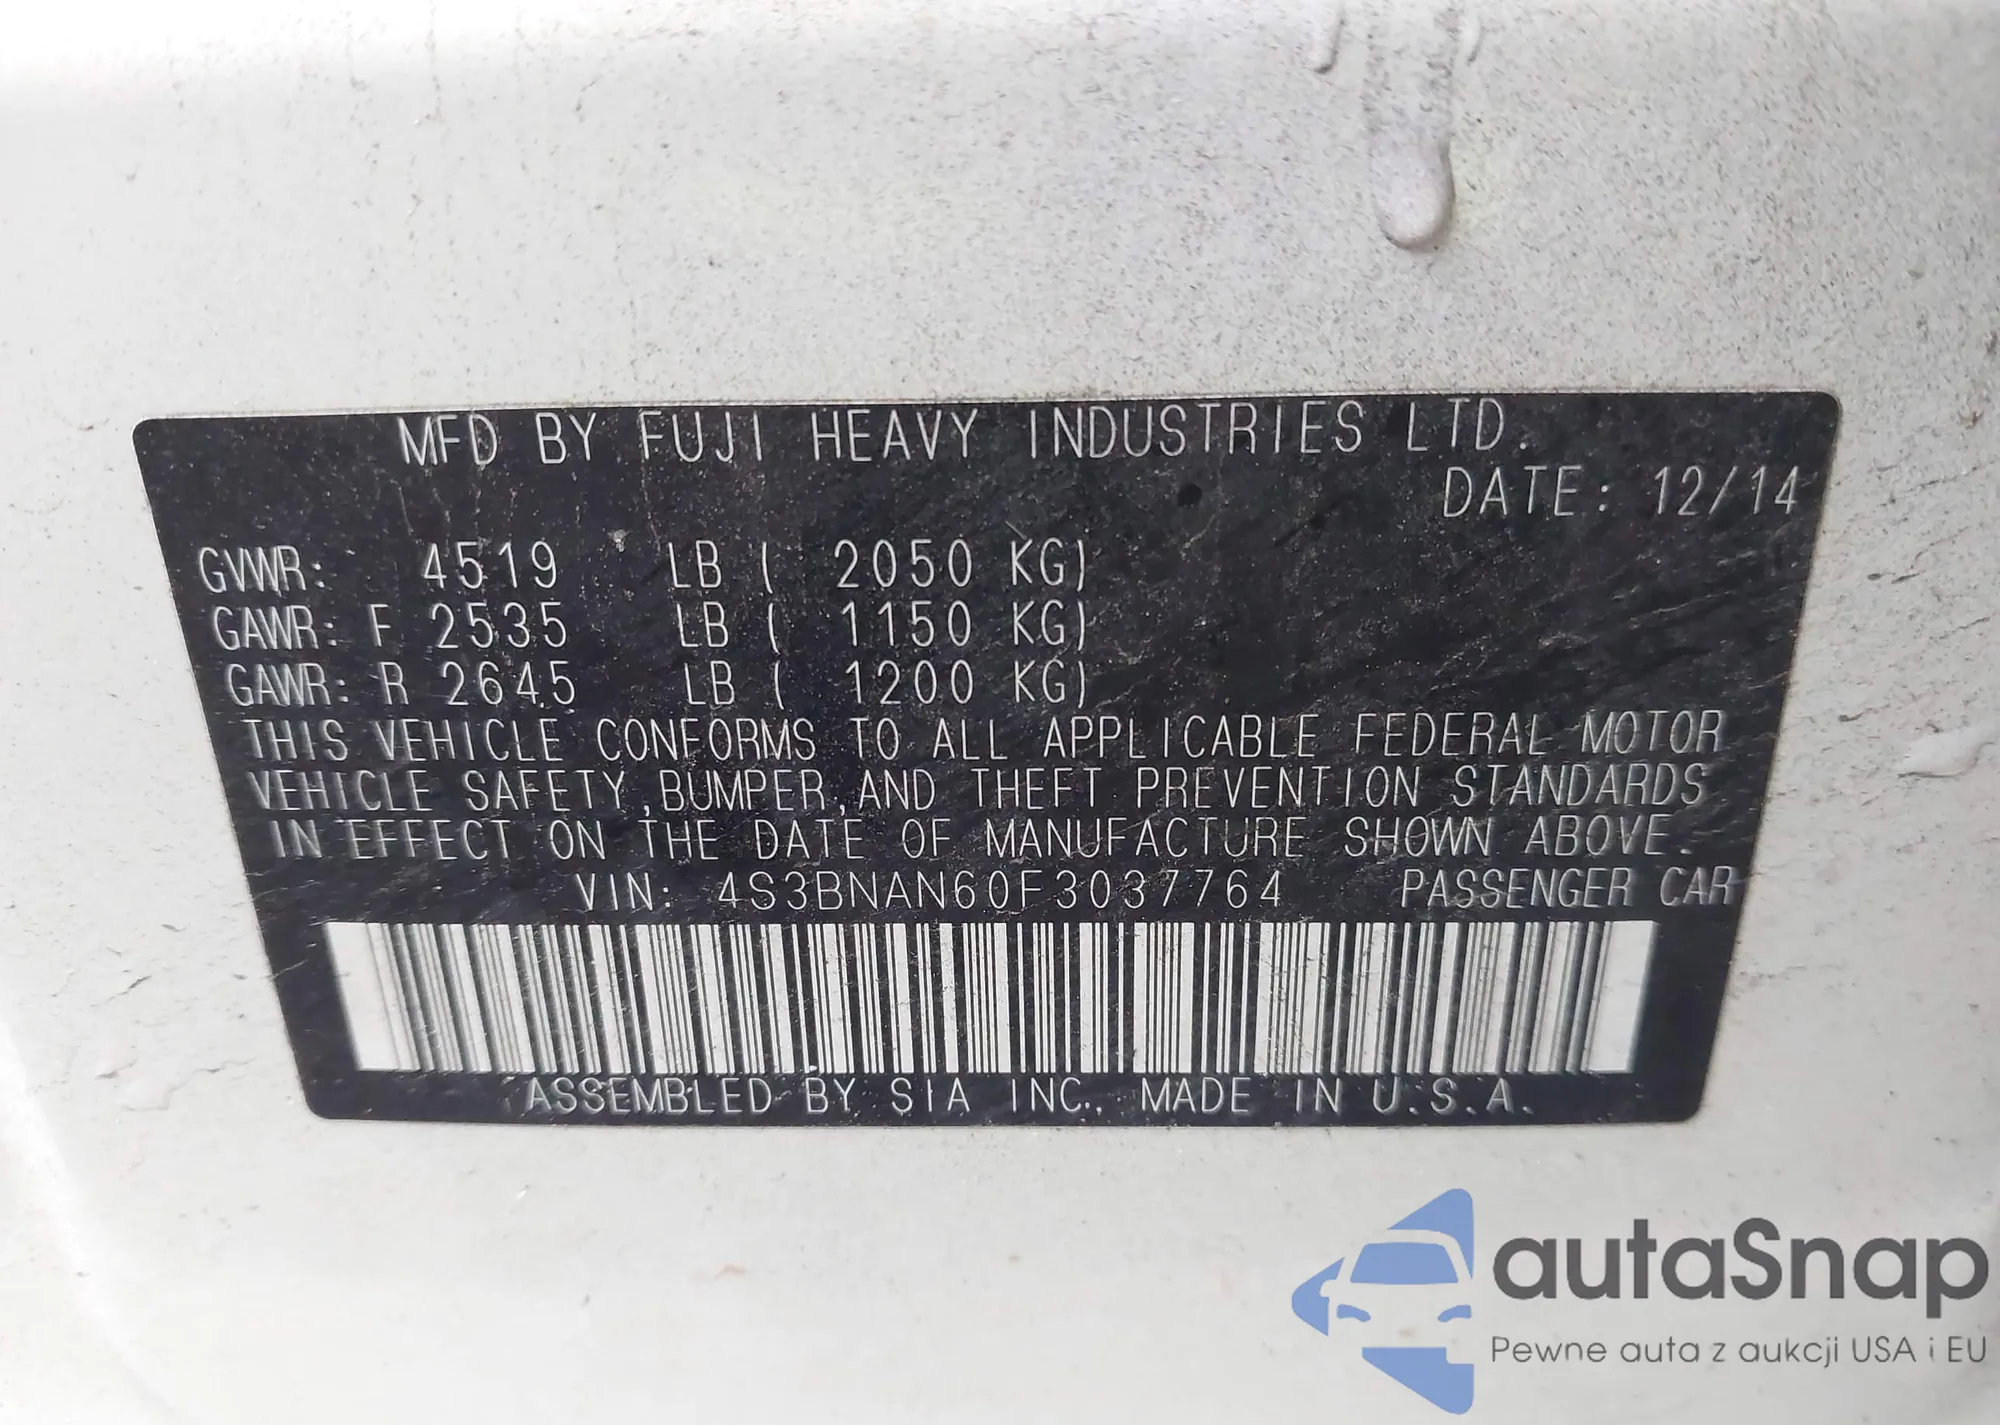 MFD BY FUJI HEAVY INDUSTRIES LTD.
DATE: 12/14
GVWR: 4519 LB ( 2050 KG)
GAWR: F 2535 LB ( 1150 KG)
GAWR: R 2645 LB ( 1200 KG)
THIS VEHICLE CONFORMS TO ALL APPLICABLE FEDERAL MOTOR
VEHICLE SAFETY,BUMPER,AND THEFT PREVENTION STANDARDS
IN EFFECT ON THE DATE OF MANUFACTURE SHOWN ABOVE.
VIN: 4S3BNAN60F3037764 PASSENGER CAR
ASSEMBLED BY SIA INC. MADE IN U.S.A.
autaSnap
Pewne auta z aukcji USA i EU